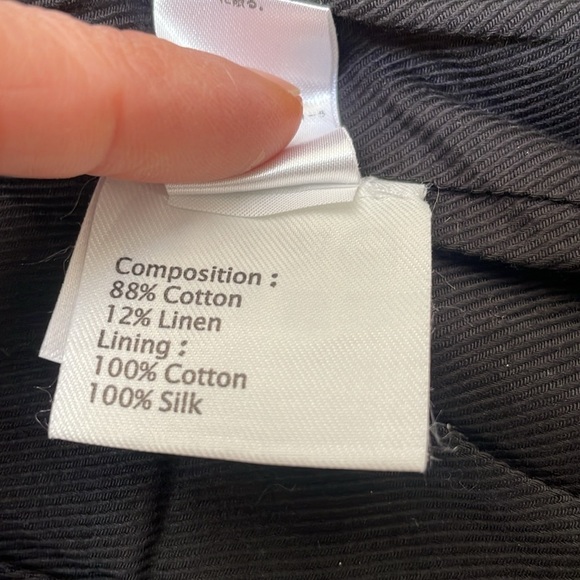 Composition :
88% Cotton
12% Linen
Lining :
100% Cotton
100% Silk